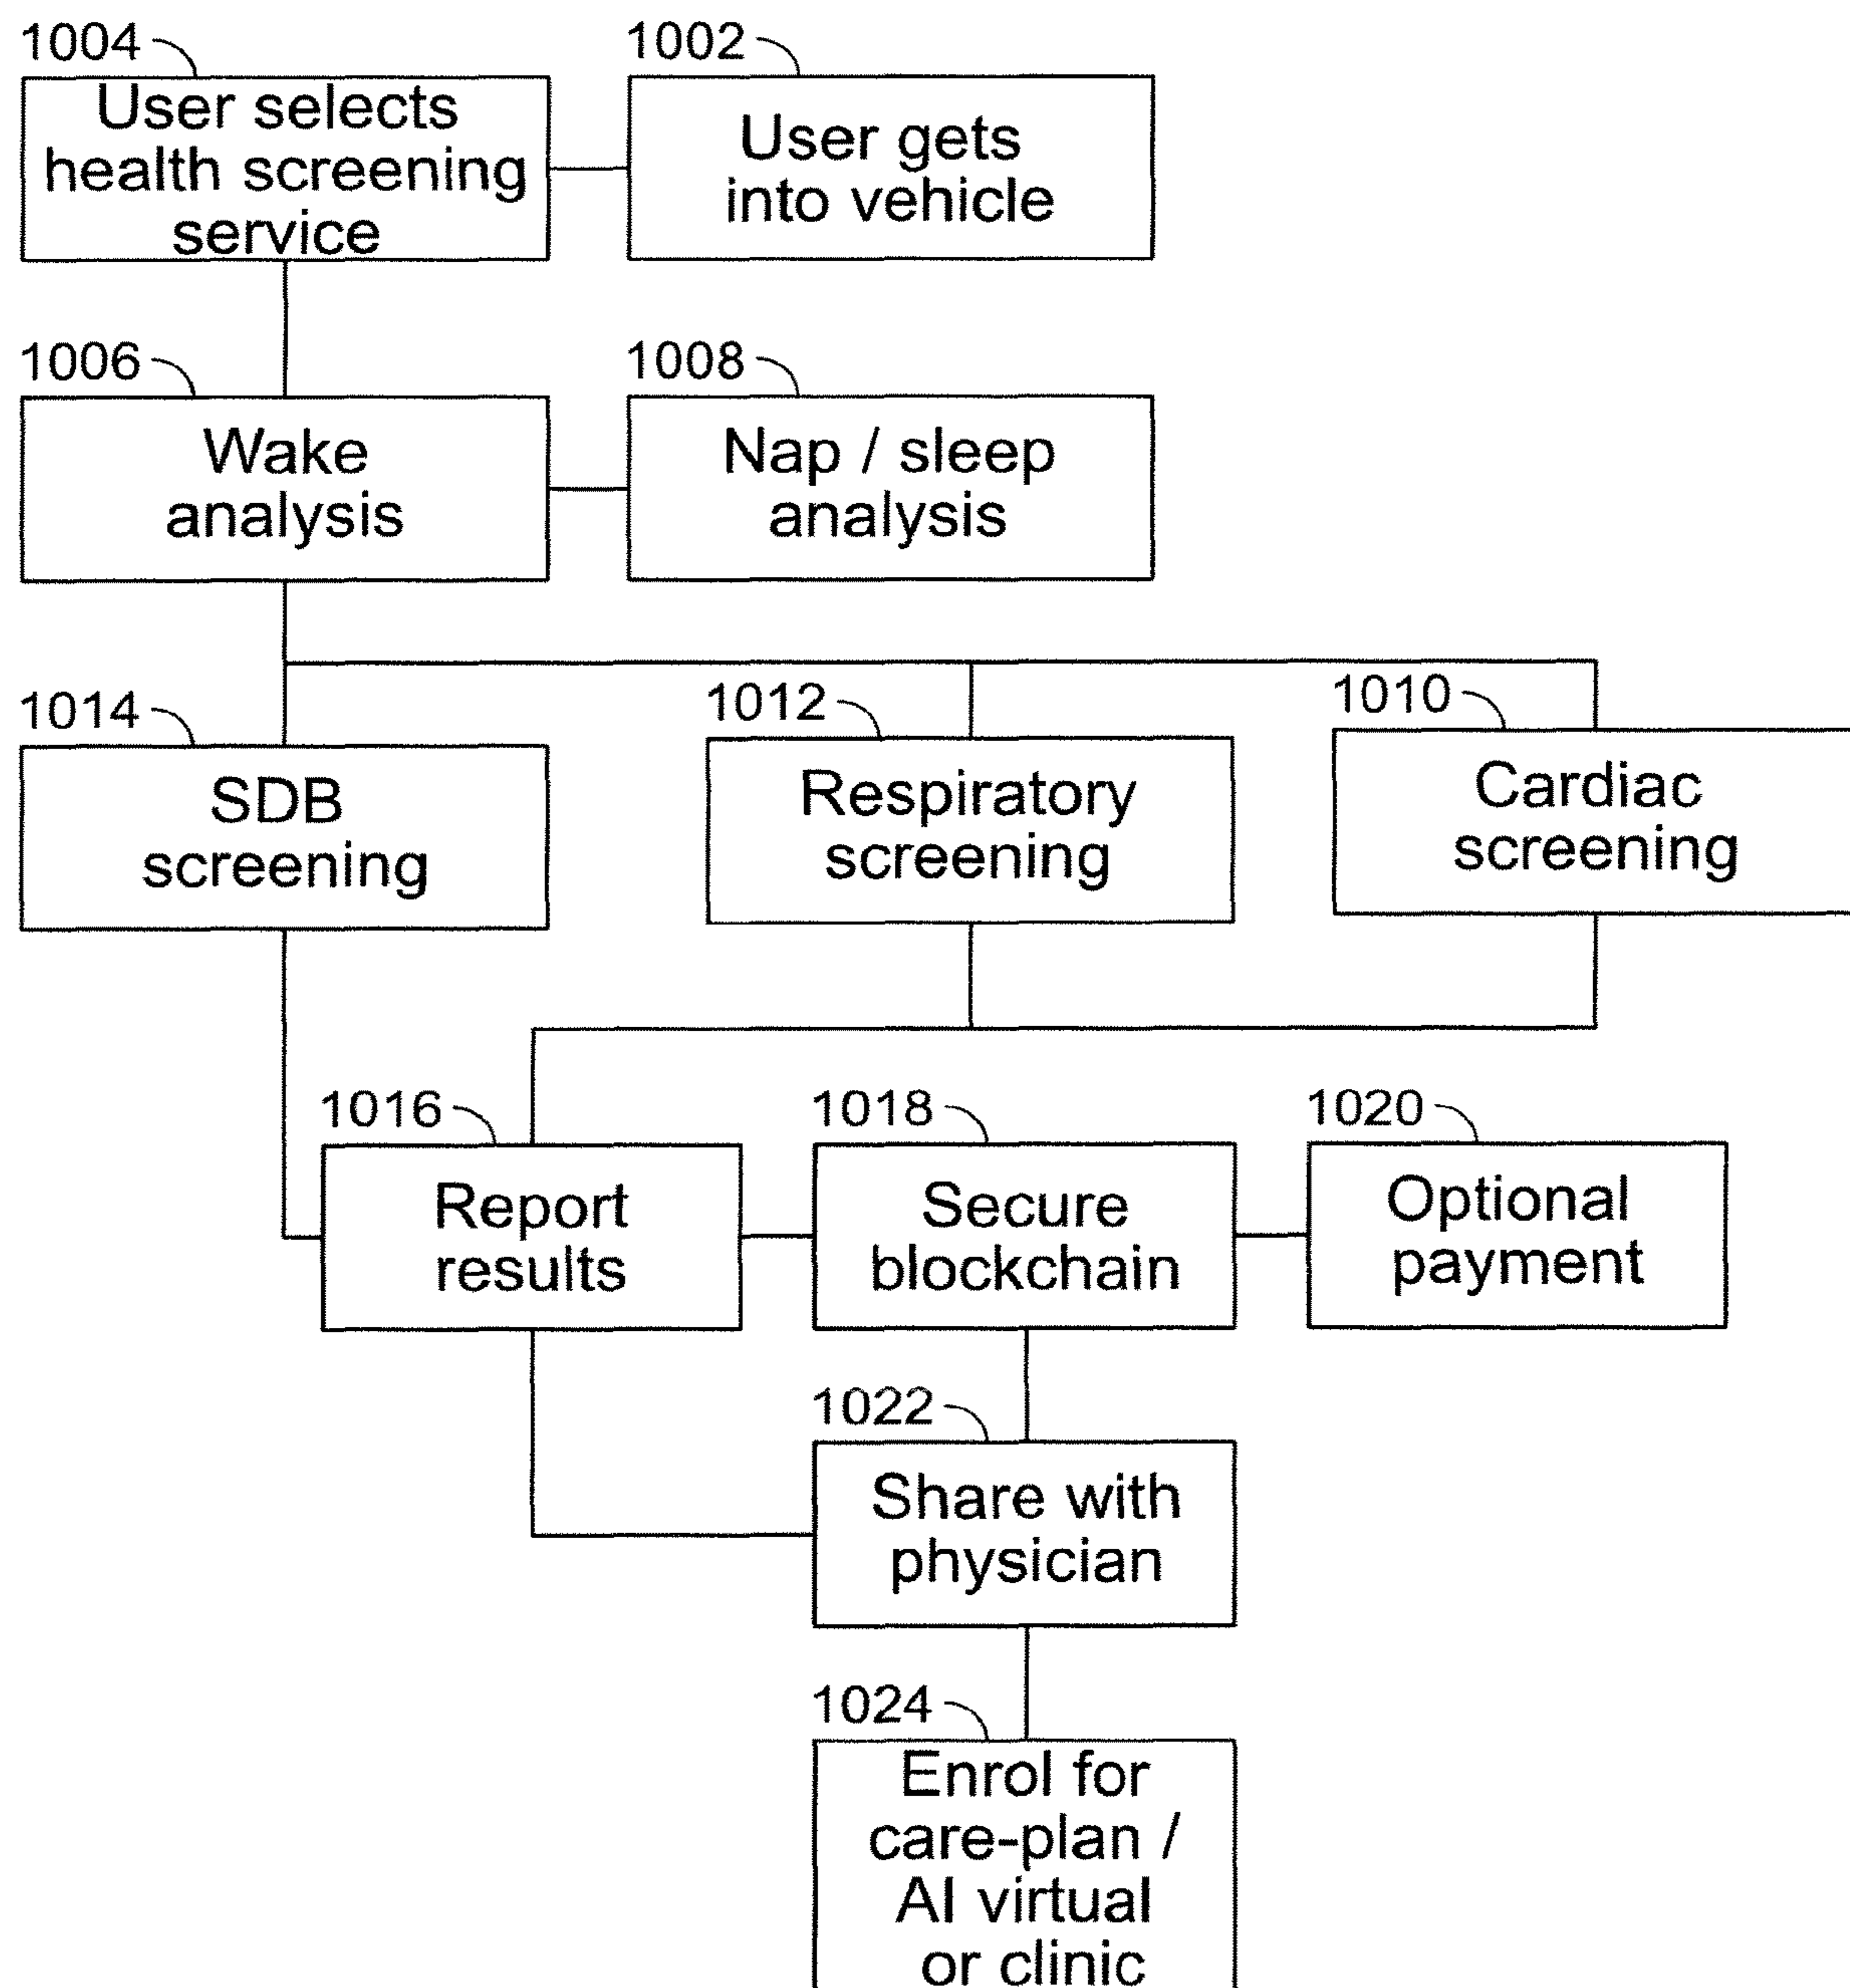 1004
User selects
health screening
service
1002
User gets
into vehicle
1006
Wake
analysis
1008
Nap / sleep
analysis
1014
SDB
screening
1012
Respiratory
screening
1010
Cardiac
screening
1016
Report
results
1018
Secure
blockchain
1020
Optional
payment
1022
Share with
physician
1024
Enrol for
care-plan /
AI virtual
or clinic